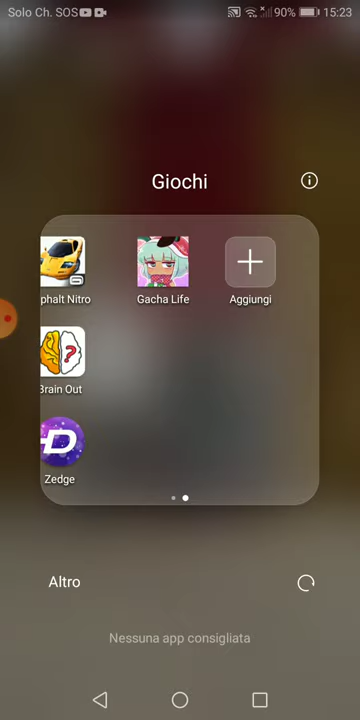 Solo Ch. SOS 90% 15:23
Giochi
phalt Nitro Gacha Life Aggiungi
Brain Out
Zedge
Altro
Nessuna app consigliata